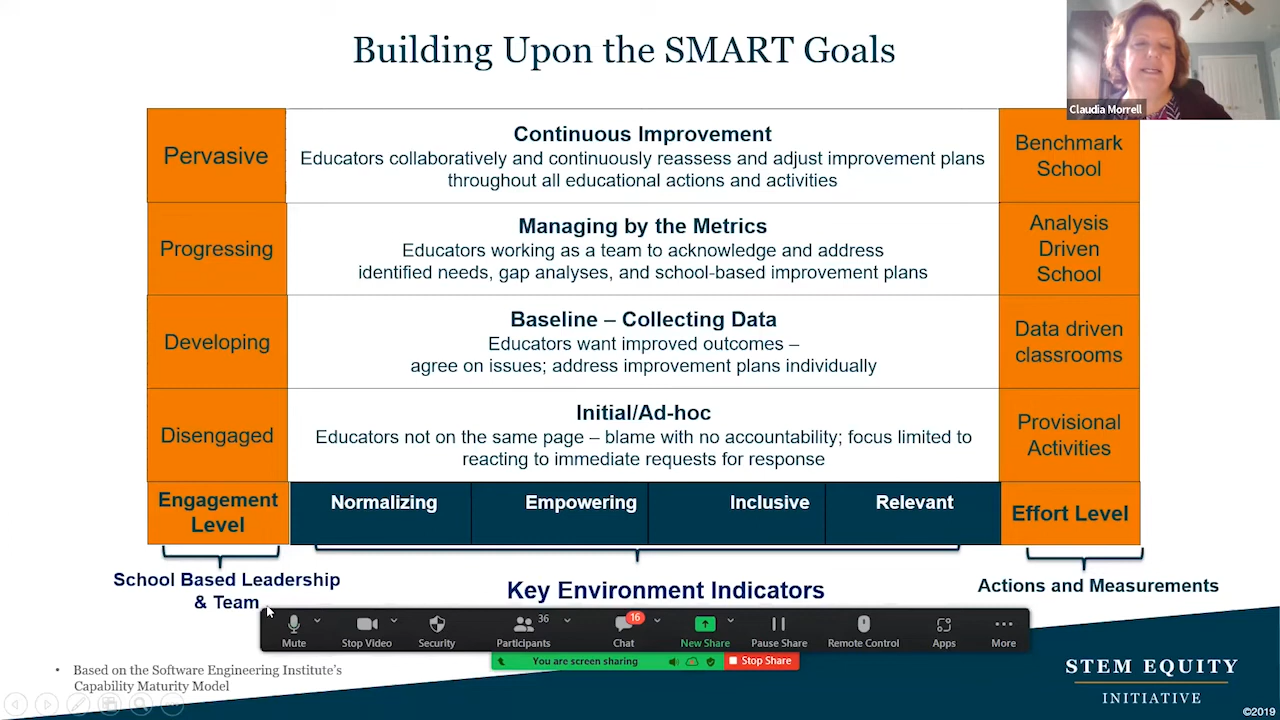 Building Upon the SMART Goals
Claudia Morrell
Pervasive
Continuous Improvement
Educators collaboratively and continuously reassess and adjust improvement plans
throughout all educational actions and activities
Benchmark
School
Progressing
Managing by the Metrics
Educators working as a team to acknowledge and address
identified needs, gap analyses, and school-based improvement plans
Analysis
Driven
School
Developing
Baseline – Collecting Data
Educators want improved outcomes –
agree on issues; address improvement plans individually
Data driven
classrooms
Disengaged
Initial/Ad-hoc
Educators not on the same page – blame with no accountability; focus limited to
reacting to immediate requests for response
Provisional
Activities
Engagement
Level
Normalizing
Empowering
Inclusive
Relevant
Effort Level
School Based Leadership
& Team
Key Environment Indicators
Actions and Measurements
Mute
Stop Video
Security
Participants
36
Chat
16
New Share
Pause Share
Remote Control
Apps
More
You are screen sharing
Stop Share
• Based on the Software Engineering Institute's
Capability Maturity Model
STEM EQUITY
INITIATIVE
©2019